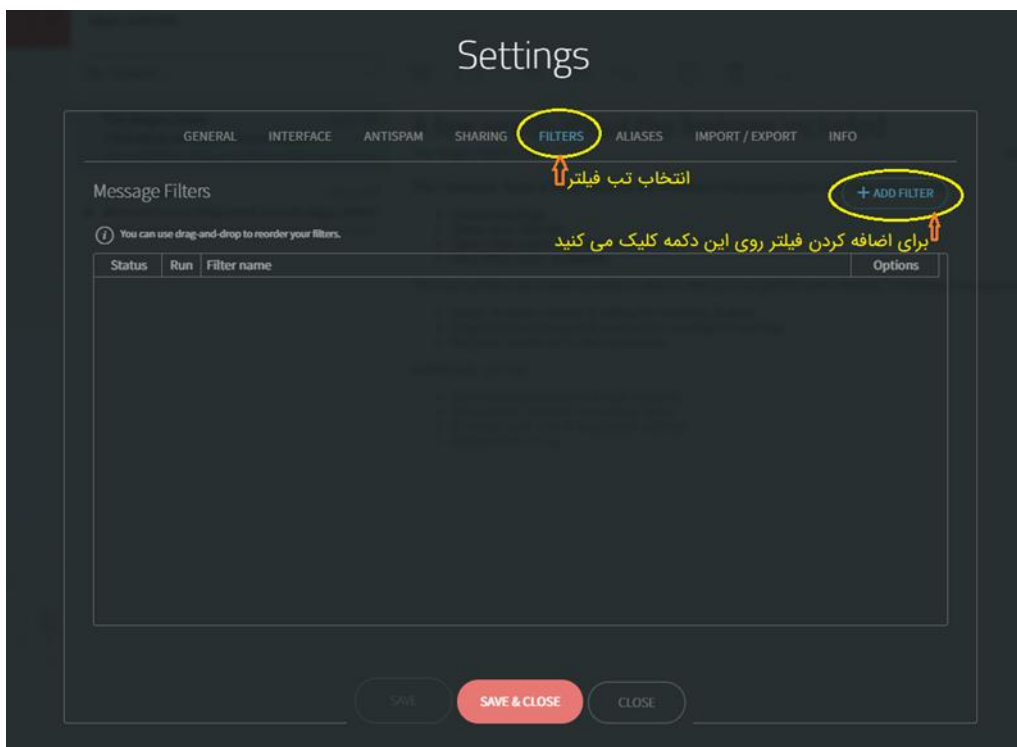 Settings
GENERAL INTERFACE ANTISPAM SHARING FILTERS ALIASES IMPORT / EXPORT INFO
انتخاب تب فیلتر
Message Filters
+ ADD FILTER
You can use drag-and-drop to reorder your filters.
برای اضافه کردن فیلتر روی این دکمه کلیک می کنید
Status Run Filter name Options
SAVE SAVE & CLOSE CLOSE